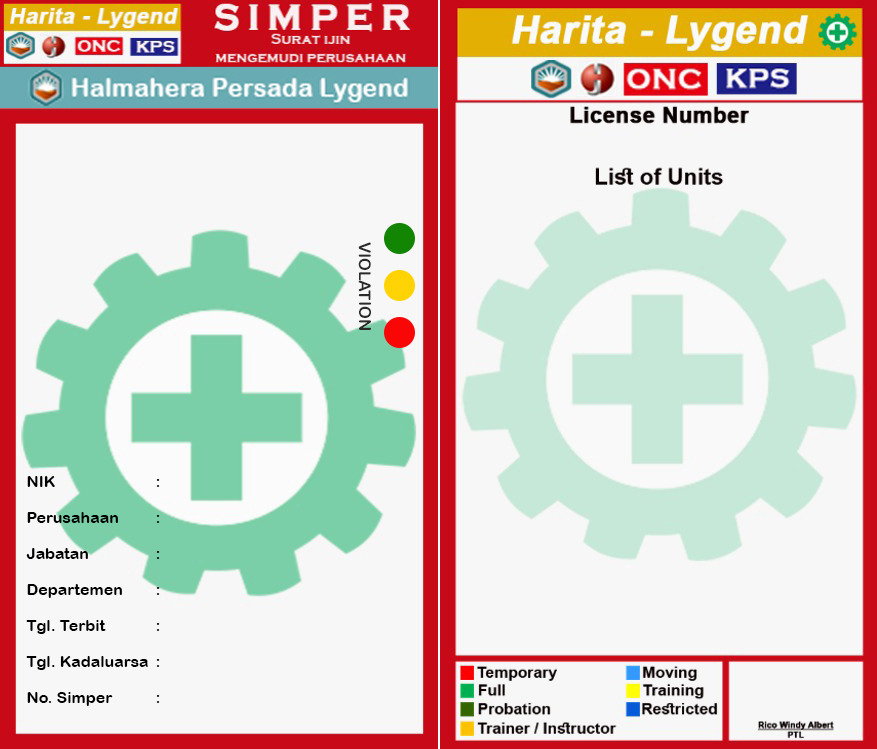 Harita - Lygend
ONC KPS
SIMPER
SURAT IJIN
MENGEMUDI PERUSAHAAN
Halmahera Persada Lygend
VIOLATION
NIK :
Perusahaan :
Jabatan :
Departemen :
Tgl. Terbit :
Tgl. Kadaluarsa :
No. Simper :
Harita - Lygend
ONC KPS
License Number
List of Units
Temporary
Full
Probation
Trainer / Instructor
Moving
Training
Restricted
Rico Windy Albert
PTL